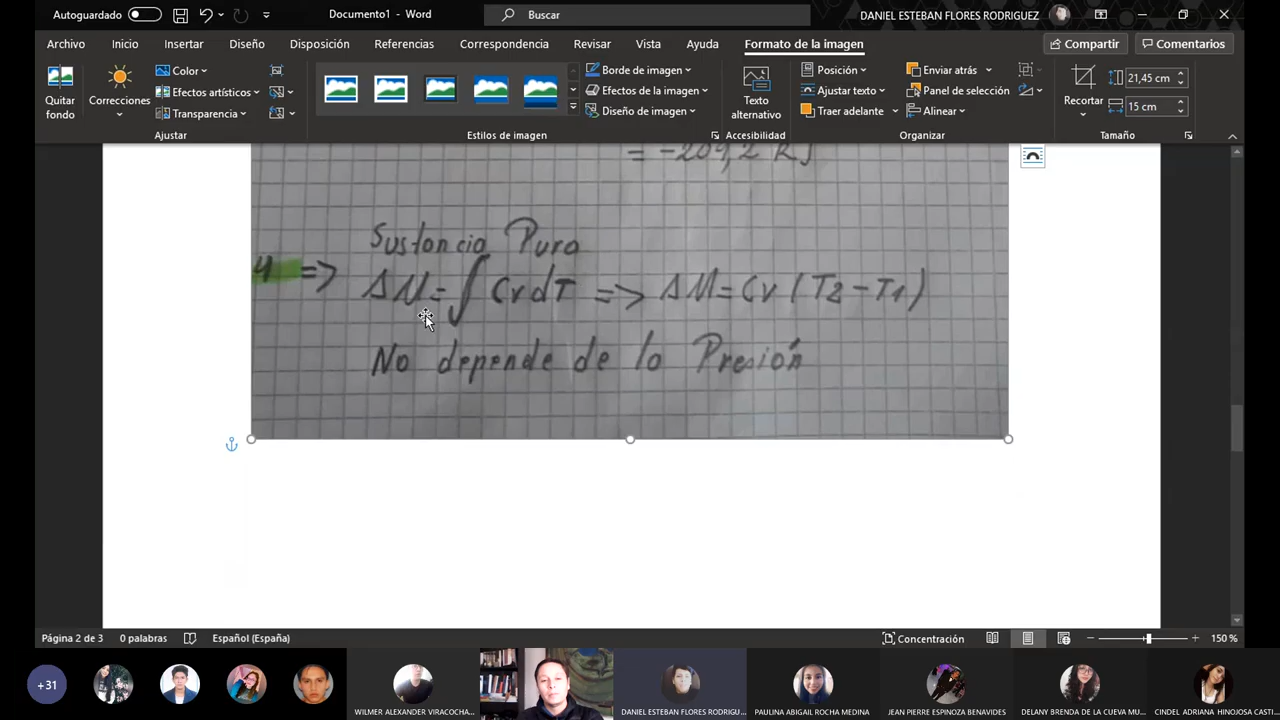 Autoguardado
Documento1 - Word
Buscar
DANIEL ESTEBAN FLORES RODRIGUEZ
Archivo Inicio Insertar Diseño Disposición Referencias Correspondencia Revisar Vista Ayuda Formato de la imagen Compartir Comentarios
Quitar fondo
Correcciones
Color
Efectos artísticos
Transparencia
Ajustar
Estilos de imagen
Borde de imagen
Efectos de la imagen
Diseño de imagen
Texto alternativo
Accesibilidad
Posición
Ajustar texto
Traer adelante
Enviar atrás
Panel de selección
Alinear
Organizar
Recortar
21,45 cm
15 cm
Tamaño
= -209,2 KJ
Sustancia Pura
4 => ΔU = ∫ Cv dT => ΔU = Cv (T2 - T1)
No depende de la Presión
Página 2 de 3 0 palabras Español (España) Concentración 150 %
+31
WILMER ALEXANDER VIRACOCHA...
DANIEL ESTEBAN FLORES RODRIGU...
PAULINA ABIGAIL ROCHA MEDINA
JEAN PIERRE ESPINOZA BENAVIDES
DELANY BRENDA DE LA CUEVA MU...
CINDEL ADRIANA HINOJOSA CASTI...